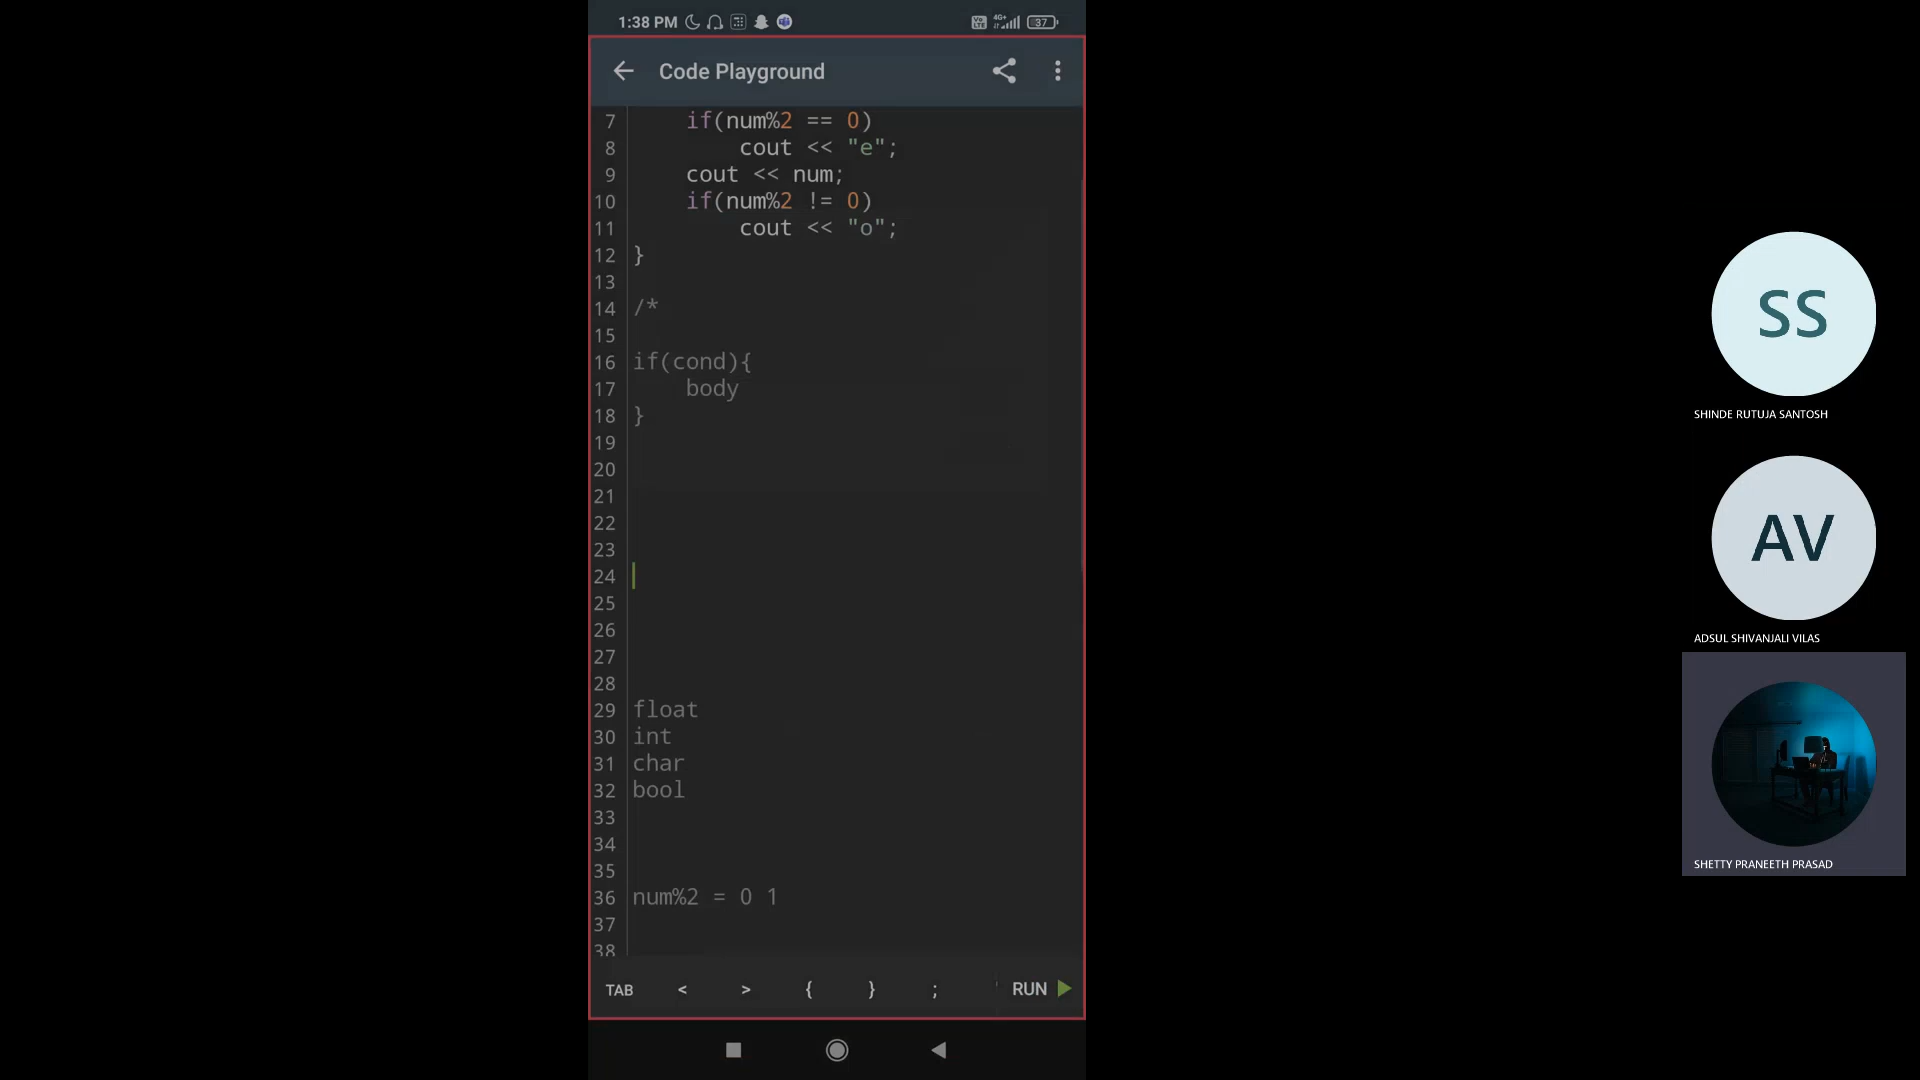 1:38 PM
4G+
37
Code Playground
7 if(num%2 == 0)
8 cout << "e";
9 cout << num;
10 if(num%2 != 0)
11 cout << "o";
12 }
13
14 /*
15
16 if(cond){
17 body
18 }
19
20
21
22
23
24
25
26
27
28
29 float
30 int
31 char
32 bool
33
34
35
36 num%2 = 0 1
37
38
TAB < > { } ; RUN
SS
SHINDE RUTUJA SANTOSH
AV
ADSUL SHIVANJALI VILAS
SHETTY PRANEETH PRASAD